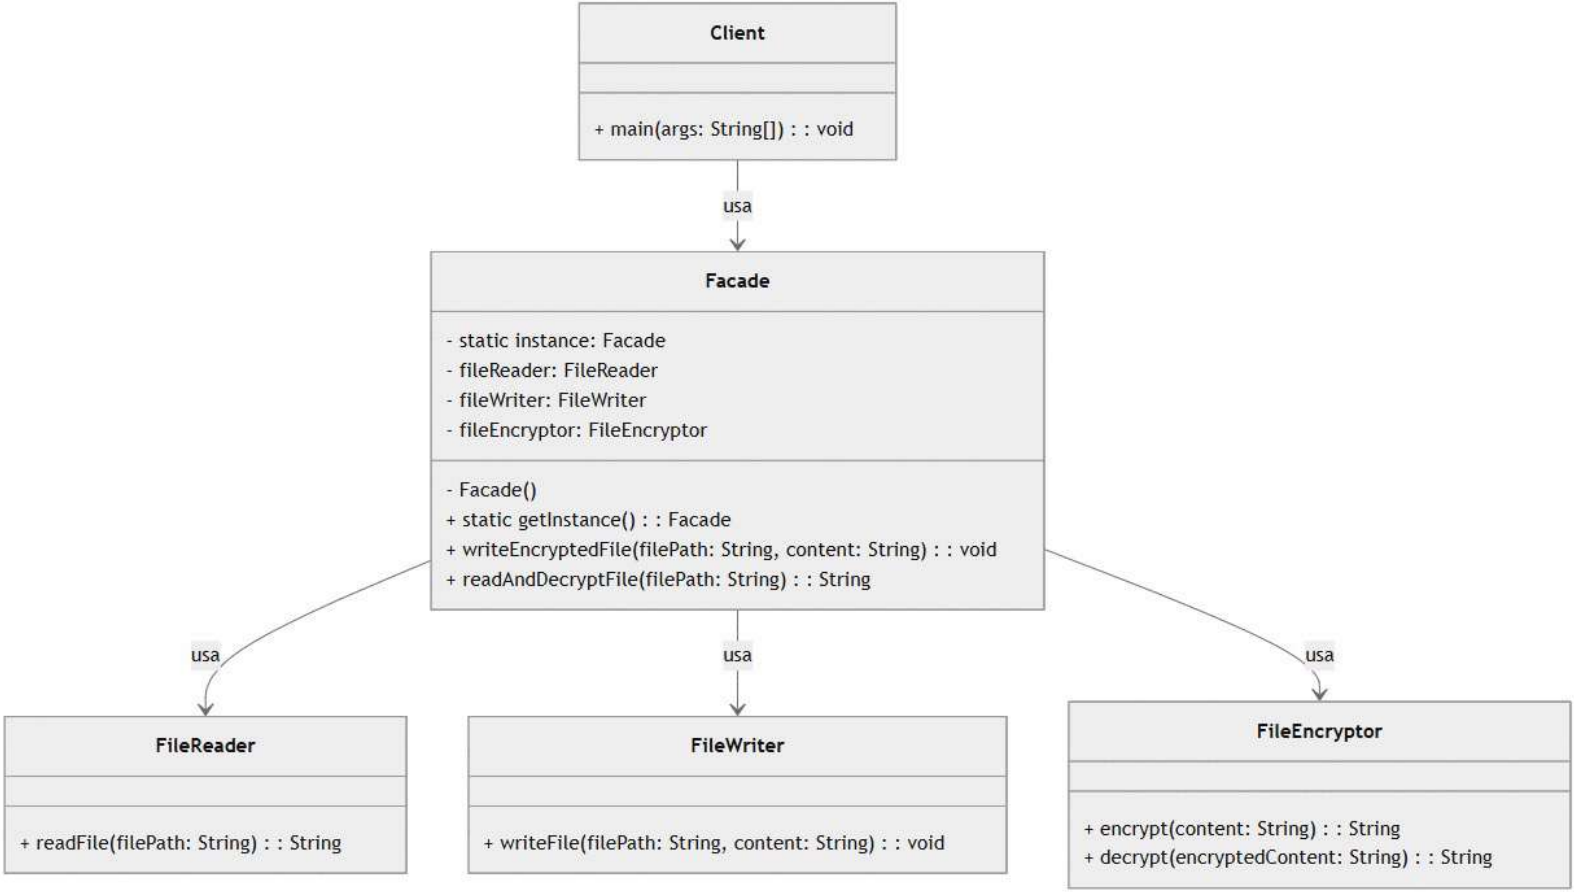 Client
+ main(args: String[]) : : void
usa
Facade
- static instance: Facade
- fileReader: FileReader
- fileWriter: FileWriter
- fileEncryptor: FileEncryptor
- Facade()
+ static getInstance() : : Facade
+ writeEncryptedFile(filePath: String, content: String) : : void
+ readAndDecryptFile(filePath: String) : : String
usa
usa
usa
FileReader
+ readFile(filePath: String) : : String
FileWriter
+ writeFile(filePath: String, content: String) : : void
FileEncryptor
+ encrypt(content: String) : : String
+ decrypt(encryptedContent: String) : : String